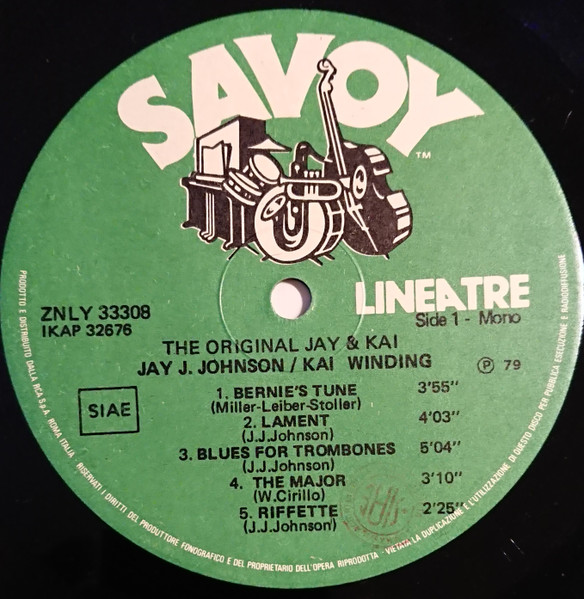 SAVOY™
LINEATRE
ZNLY 33308
Side 1 - Mono
IKAP 32676
THE ORIGINAL JAY & KAI
JAY J. JOHNSON / KAI WINDING
Ⓟ 79
SIAE
1. BERNIE'S TUNE 3'55"
(Miller-Leiber-Stoller)
2. LAMENT 4'03"
(J.J.Johnson)
3. BLUES FOR TROMBONES 5'04"
(J.J.Johnson)
4. THE MAJOR 3'10"
(W.Cirillo)
5. RIFFETTE 2'25"
(J.J.Johnson)
PRODOTTO E DISTRIBUITO DALLA RCA S.p.A. ROMA ITALIA - RISERVATI I DIRITTI DEL PRODUTTORE FONOGRAFICO E DEL PROPRIETARIO DELL'OPERA RIPRODOTTA - VIETATA LA DUPLICAZIONE E L'UTILIZZAZIONE DI QUESTO DISCO PER PUBBLICA ESECUZIONE E RADIODIFFUSIONE